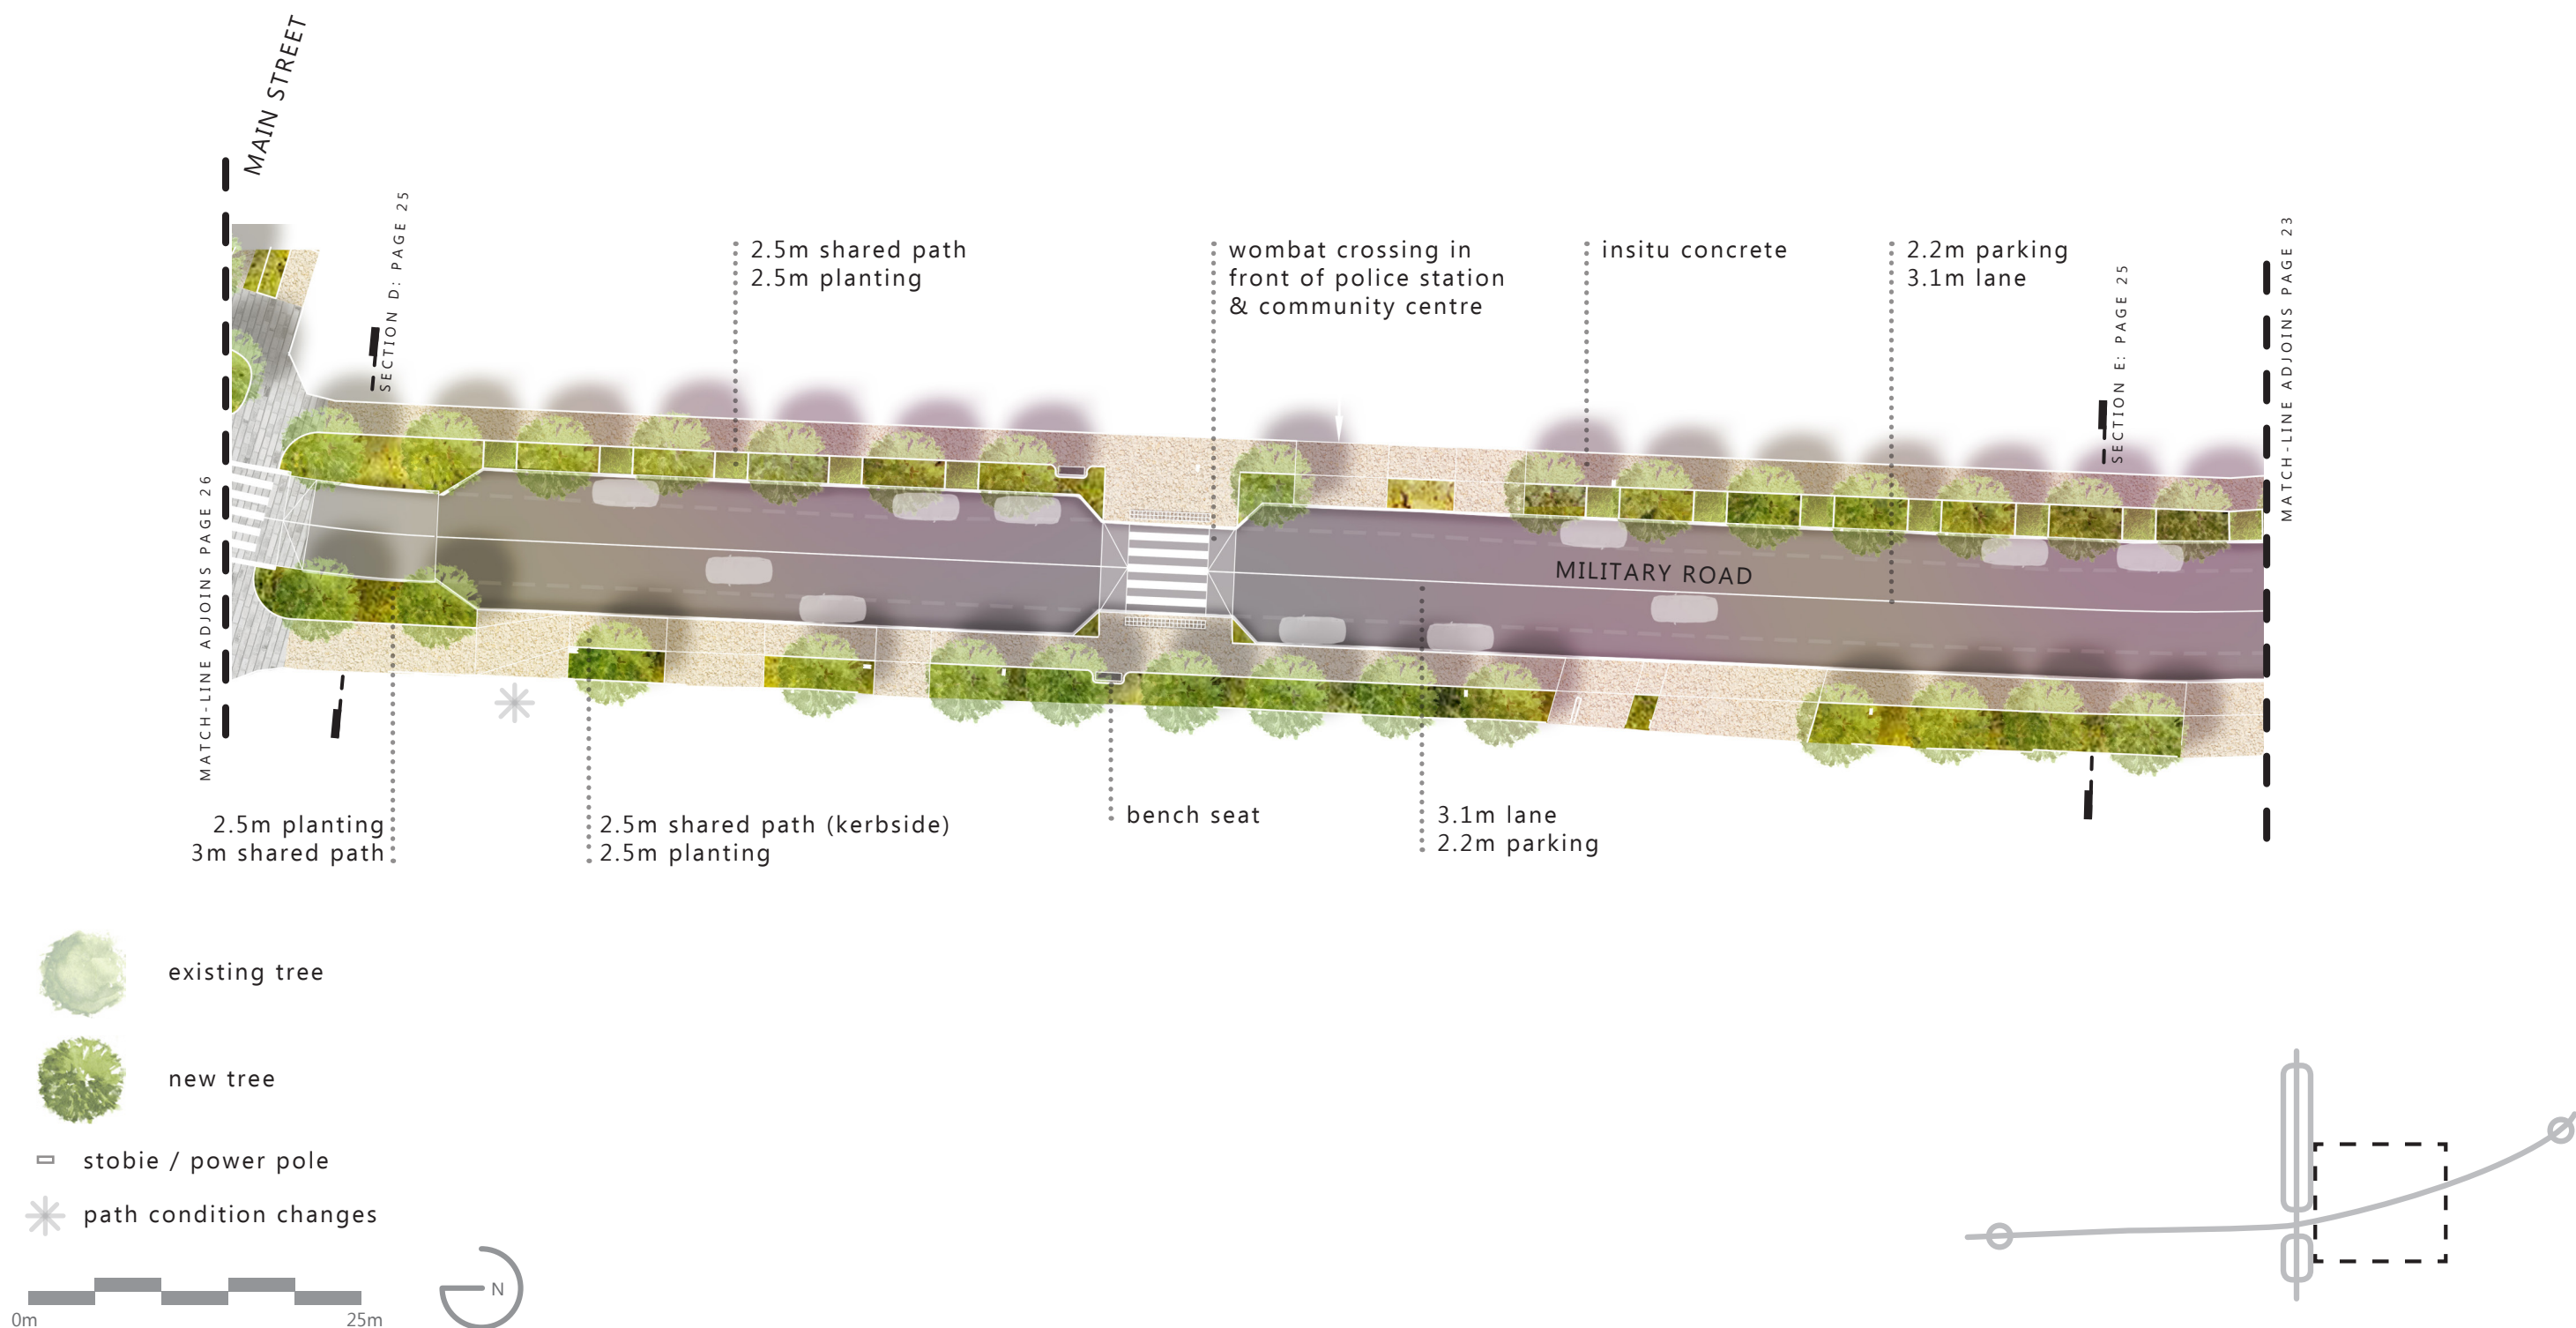 MAIN STREET
SECTION D: PAGE 25
2.5m shared path
2.5m planting
wombat crossing in
front of police station
& community centre
insitu concrete
2.2m parking
3.1m lane
SECTION E: PAGE 25
MATCH-LINE ADJOINS PAGE 23
MATCH-LINE ADJOINS PAGE 26
MILITARY ROAD
2.5m planting
3m shared path
2.5m shared path (kerbside)
2.5m planting
bench seat
3.1m lane
2.2m parking
existing tree
new tree
stobie / power pole
path condition changes
0m
25m
N